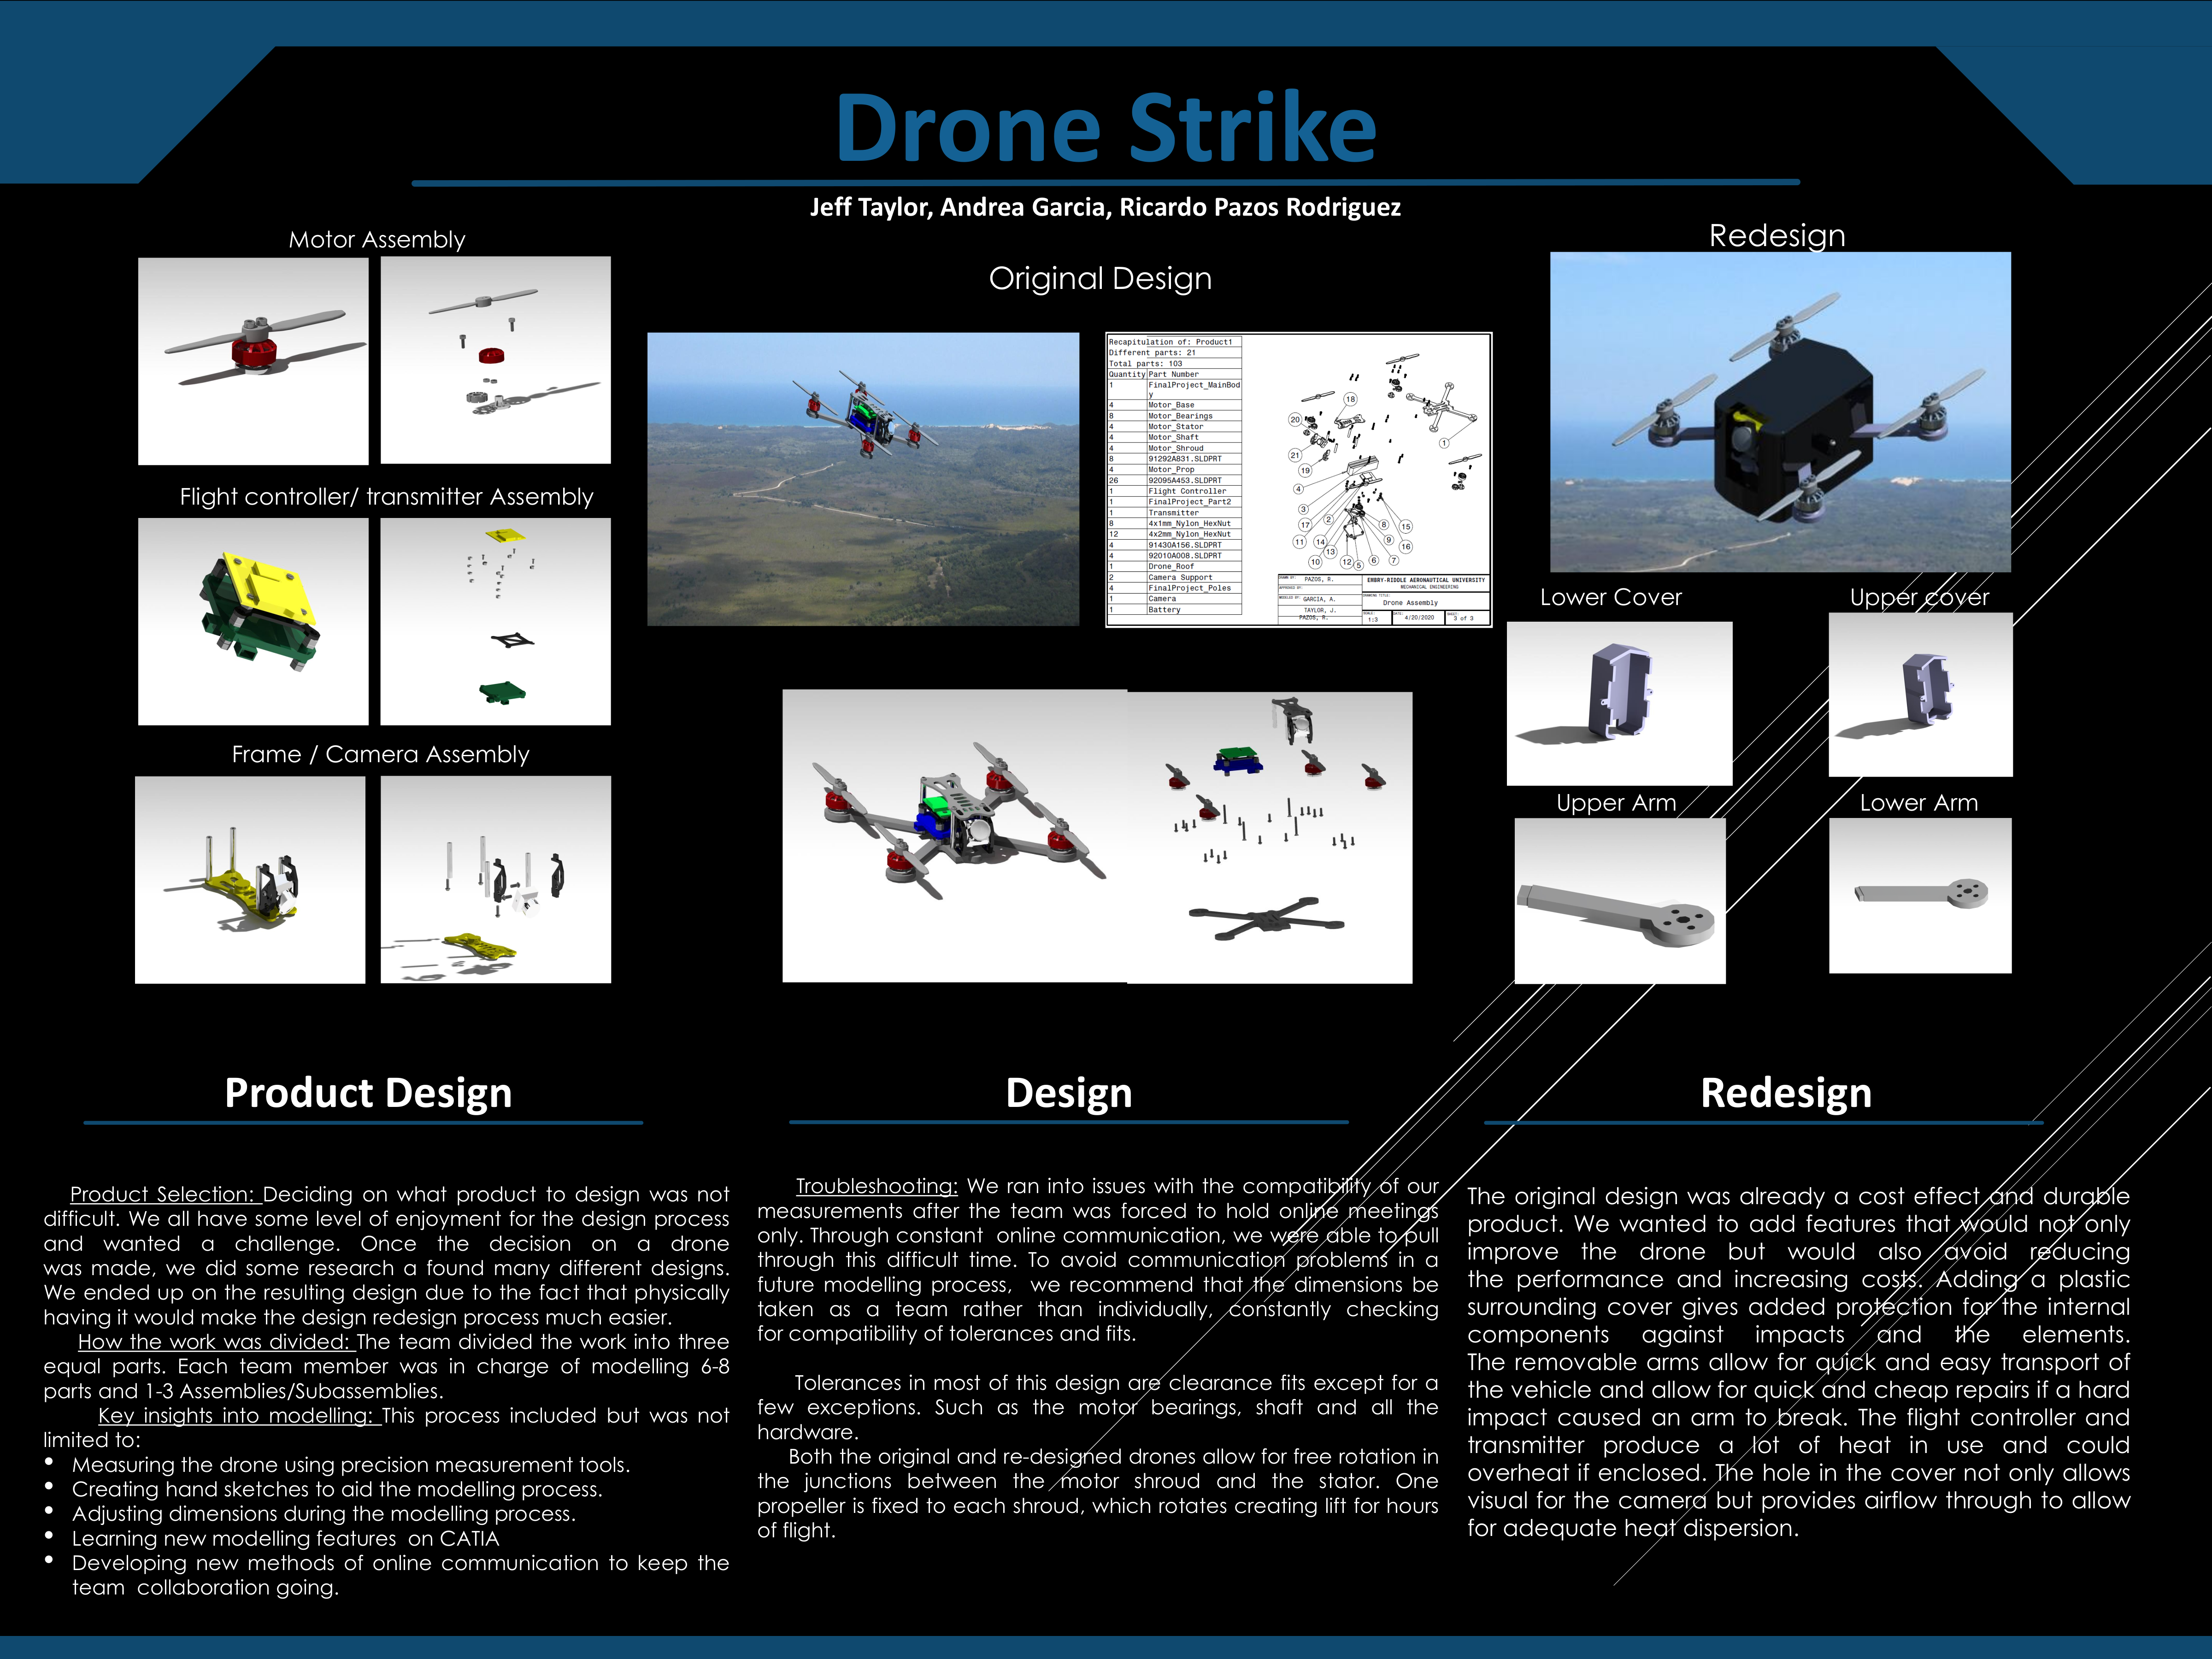 Drone Strike
Jeff Taylor, Andrea Garcia, Ricardo Pazos Rodriguez
Motor Assembly
Flight controller/ transmitter Assembly
Frame / Camera Assembly
Original Design
Recapitulation of: Product1
Different parts: 21
Total parts: 103
Quantity Part Number
1 FinalProject_MainBod
y
4 Motor_Base
8 Motor_Bearings
4 Motor_Stator
4 Motor_Shaft
4 Motor_Shroud
8 91292A831.SLDPRT
4 Motor_Prop
26 92095A453.SLDPRT
1 Flight Controller
1 FinalProject_Part2
1 Transmitter
8 4x1mm_Nylon_HexNut
12 4x2mm_Nylon_HexNut
4 91430A156.SLDPRT
4 92010A008.SLDPRT
1 Drone_Roof
2 Camera Support
4 FinalProject_Poles
1 Camera
1 Battery
18
20
1
21
19
4
3
17
2
8
15
11
14
13
9
16
10
12
5
6
7
DRAWN BY: PAZOS, R.
EMBRY-RIDDLE AERONAUTICAL UNIVERSITY
MECHANICAL ENGINEERING
APPROVED BY:
MODELED BY: GARCIA, A.
TAYLOR, J.
PAZOS, R.
DRAWING TITLE:
Drone Assembly
SCALE: 1:3
DATE: 4/20/2020
SHEET: 3 of 3
Redesign
Lower Cover
Upper cover
Upper Arm
Lower Arm
Product Design
Product Selection: Deciding on what product to design was not
difficult. We all have some level of enjoyment for the design process
and wanted a challenge. Once the decision on a drone
was made, we did some research a found many different designs.
We ended up on the resulting design due to the fact that physically
having it would make the design redesign process much easier.
How the work was divided: The team divided the work into three
equal parts. Each team member was in charge of modelling 6-8
parts and 1-3 Assemblies/Subassemblies.
Key insights into modelling: This process included but was not
limited to:
• Measuring the drone using precision measurement tools.
• Creating hand sketches to aid the modelling process.
• Adjusting dimensions during the modelling process.
• Learning new modelling features on CATIA
• Developing new methods of online communication to keep the
team collaboration going.
Design
Troubleshooting: We ran into issues with the compatibility of our
measurements after the team was forced to hold online meetings
only. Through constant online communication, we were able to pull
through this difficult time. To avoid communication problems in a
future modelling process, we recommend that the dimensions be
taken as a team rather than individually, constantly checking
for compatibility of tolerances and fits.
Tolerances in most of this design are clearance fits except for a
few exceptions. Such as the motor bearings, shaft and all the
hardware.
Both the original and re-designed drones allow for free rotation in
the junctions between the motor shroud and the stator. One
propeller is fixed to each shroud, which rotates creating lift for hours
of flight.
Redesign
The original design was already a cost effect and durable
product. We wanted to add features that would not only
improve the drone but would also avoid reducing
the performance and increasing costs. Adding a plastic
surrounding cover gives added protection for the internal
components against impacts and the elements.
The removable arms allow for quick and easy transport of
the vehicle and allow for quick and cheap repairs if a hard
impact caused an arm to break. The flight controller and
transmitter produce a lot of heat in use and could
overheat if enclosed. The hole in the cover not only allows
visual for the camera but provides airflow through to allow
for adequate heat dispersion.